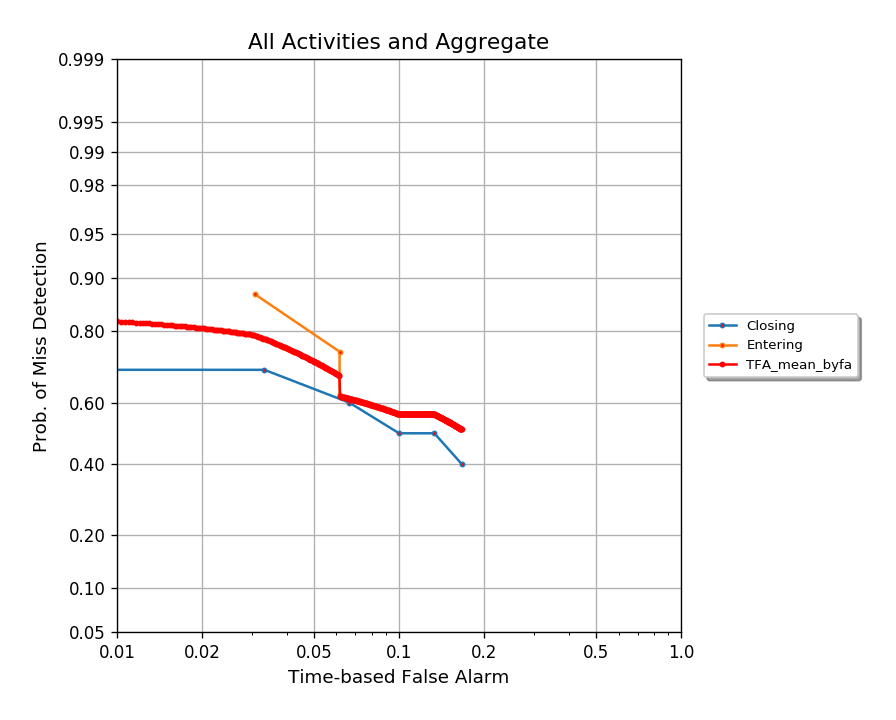 All Activities and Aggregate
0.999
0.995
0.99
0.98
0.95
0.90
0.80
0.60
0.40
0.20
0.10
0.05
Prob. of Miss Detection
0.01 0.02 0.05 0.1 0.2 0.5 1.0
Time-based False Alarm
Closing
Entering
TFA_mean_byfa